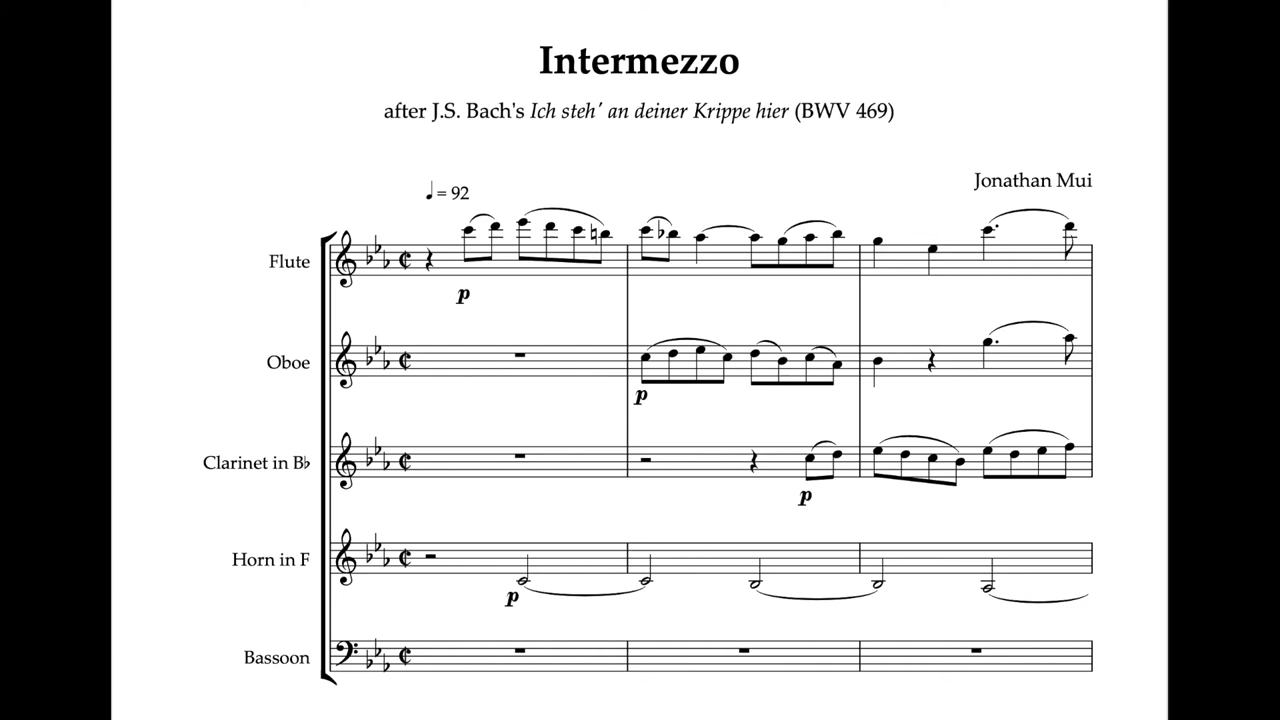 Intermezzo
after J.S. Bach's Ich steh' an deiner Krippe hier (BWV 469)
Jonathan Mui
♩ = 92
Flute
p
Oboe
p
Clarinet in B♭
p
Horn in F
p
Bassoon